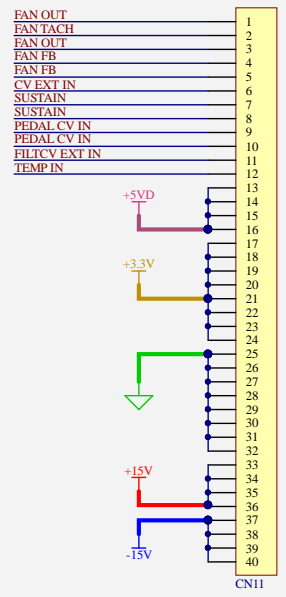 FAN OUT 1
FAN TACH 2
FAN OUT 3
FAN FB 4
FAN FB 5
CV EXT IN 6
SUSTAIN 7
SUSTAIN 8
PEDAL CV IN 9
PEDAL CV IN 10
FILTCV EXT IN 11
TEMP IN 12
13
+5VD 14
15
16
17
18
+3.3V 19
20
21
22
23
24
25
26
27
28
29
30
31
32
33
+15V 34
35
36
37
38
-15V 39
40
CN11